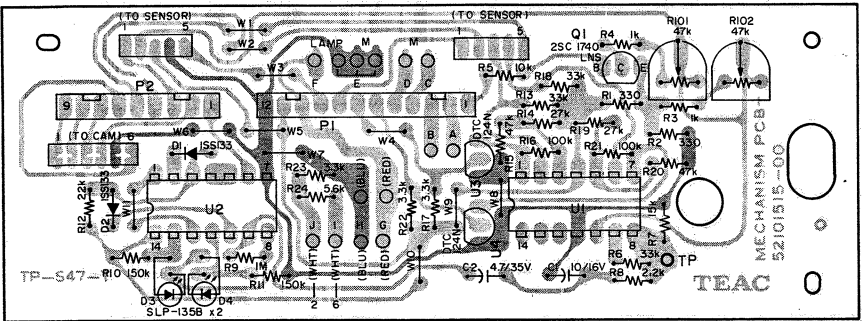 (TO SENSOR)
1 5
W1
W2
LAMP M M
F E D C
(TO SENSOR)
1 5
Q1
2SC 1740
LNS
B C E
R4 1k
R101
47k
R102
47k
W3
R5 10k
R18 33k
P2
9 1
12 1
P1
R13 33k
R1 330
R14 27k
R3 1k
1 (TO CAM) 6
W6
W5
W4
B A
DTC
124N
47k
R15
R19 27k
R2 330
D1 1SS133
W7
R16 100k
R21 100k
R20 47k
R23 3.3k
R24 5.6k
(BLU)
(RED)
U3
1 7
22k
R12
1SS133
D2
W11
1 7
U2
14 8
3.3k
R22
3.3k
R17
W9
W8
U1
14 8
15k
R7
J I H G
DTC
124N
U4
MECHANISM PCB-
52101515-00
TP-S47-1
R10 150k
R9 1M
R11 150k
(WHT)
(WHT)
(BLU)
(RED)
2 6
W10
C2 4.7/35V
C1 10/16V
R6 33k
R8 2.2k
TP
TEAC
D3 D4
SLP-135B x2